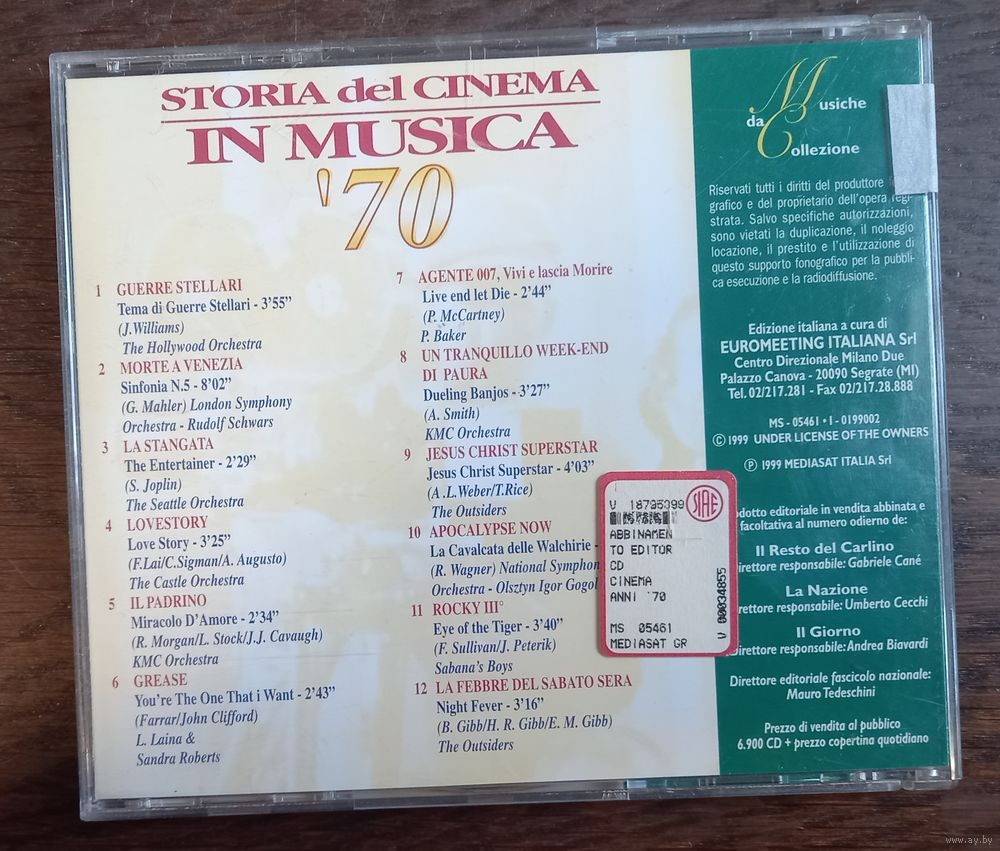 STORIA del CINEMA
IN MUSICA
'70
1 GUERRE STELLARI
Tema di Guerre Stellari - 3'55"
(J.Williams)
The Hollywood Orchestra
2 MORTE A VENEZIA
Sinfonia N.5 - 8'02"
(G. Mahler) London Symphony
Orchestra - Rudolf Schwars
3 LA STANGATA
The Entertainer - 2'29"
(S. Joplin)
The Seattle Orchestra
4 LOVESTORY
Love Story - 3'25"
(F.Lai/C.Sigman/A. Augusto)
The Castle Orchestra
5 IL PADRINO
Miracolo D'Amore - 2'34"
(R. Morgan/L. Stock/J.J. Cavaugh)
KMC Orchestra
6 GREASE
You're The One That i Want - 2'43"
(Farrar/John Clifford)
L. Laina &
Sandra Roberts
7 AGENTE 007, Vivi e lascia Morire
Live end let Die - 2'44"
(P. McCartney)
P. Baker
8 UN TRANQUILLO WEEK-END
DI PAURA
Dueling Banjos - 3'27"
(A. Smith)
KMC Orchestra
9 JESUS CHRIST SUPERSTAR
Jesus Christ Superstar - 4'03"
(A .L.Weber/T.Rice)
The Outsiders
10 APOCALYPSE NOW
La Cavalcata delle Walchirie -
(R. Wagner) National Symphon
Orchestra - Olsztyn Igor Gogol
11 ROCKY III°
Eye of the Tiger - 3'40"
(F. Sullivan/J. Peterik)
Sabana's Boys
12 LA FEBBRE DEL SABATO SERA
Night Fever - 3'16"
(B. Gibb/H. R. Gibb/E. M. Gibb)
The Outsiders
Musiche
da
Collezione
Riservati tutti i diritti del produttore
grafico e del proprietario dell'opera regi-
strata. Salvo specifiche autorizzazioni,
sono vietati la duplicazione, il noleggio
locazione, il prestito e l'utilizzazione di
questo supporto fonografico per la pubbli-
ca esecuzione e la radiodiffusione.
Edizione italiana a cura di
EUROMEETING ITALIANA Srl
Centro Direzionale Milano Due
Palazzo Canova - 20090 Segrate (MI)
Tel. 02/217.281 - Fax 02/217.28.888
MS - 05461 • I - 0199002
© 1999 UNDER LICENSE OF THE OWNERS
℗ 1999 MEDIASAT ITALIA Srl
odotto editoriale in vendita abbinata e
facoltativa al numero odierno de:
Il Resto del Carlino
Direttore responsabile: Gabriele Cané
La Nazione
irettore responsabile: Umberto Cecchi
Il Giorno
Direttore responsabile: Andrea Biavardi
Direttore editoriale fascicolo nazionale:
Mauro Tedeschini
Prezzo di vendita al pubblico
6.900 CD + prezzo copertina quotidiano
SIAE
V 18795399
ABBINAMEN
TO EDITOR
CD
CINEMA
ANNI '70
MS 05461
MEDIASAT GR
V 00034855
www.ay.by